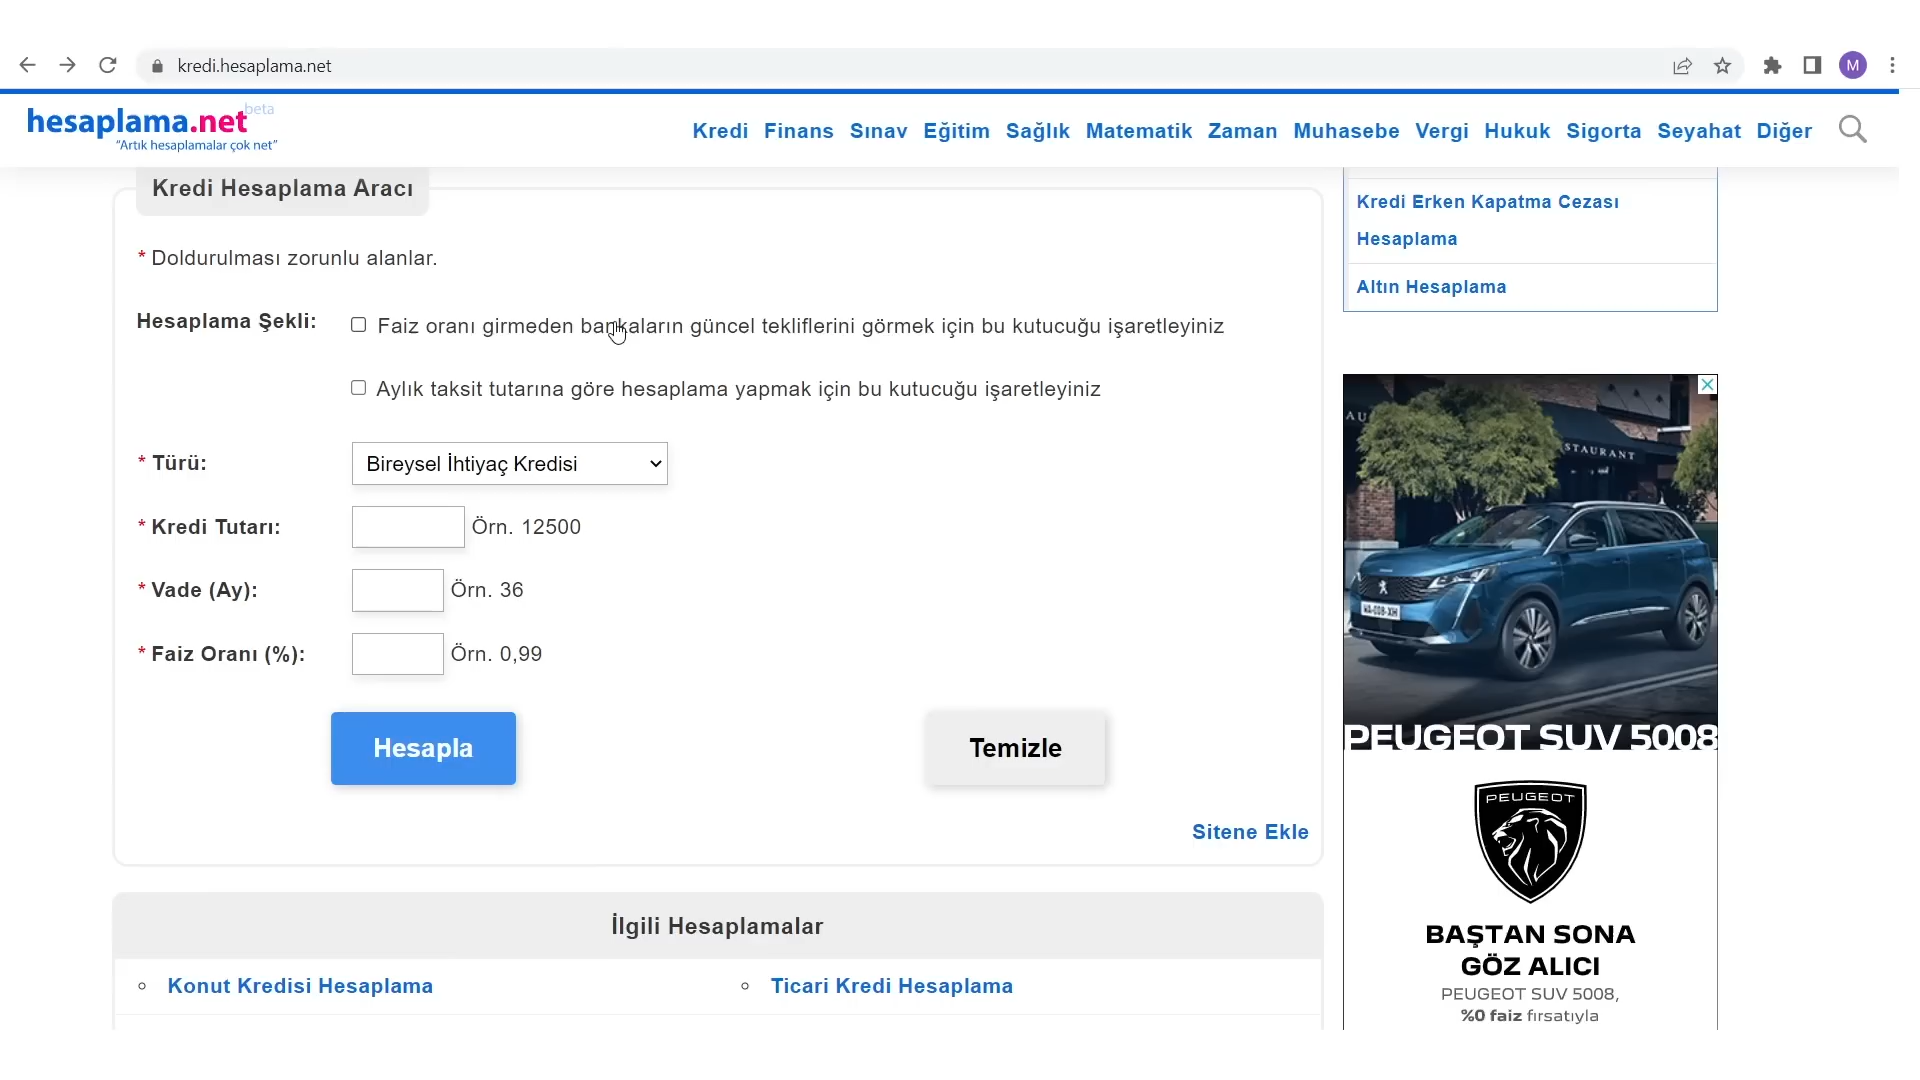 kredi.hesaplama.net
M
hesaplama.net beta
"Artık hesaplamalar çok net"
Kredi Finans Sınav Eğitim Sağlık Matematik Zaman Muhasebe Vergi Hukuk Sigorta Seyahat Diğer
Kredi Hesaplama Aracı
* Doldurulması zorunlu alanlar.
Hesaplama Şekli: Faiz oranı girmeden bankaların güncel tekliflerini görmek için bu kutucuğu işaretleyiniz
Aylık taksit tutarına göre hesaplama yapmak için bu kutucuğu işaretleyiniz
* Türü: Bireysel İhtiyaç Kredisi
* Kredi Tutarı: Örn. 12500
* Vade (Ay): Örn. 36
* Faiz Oranı (%): Örn. 0,99
Hesapla Temizle
Sitene Ekle
İlgili Hesaplamalar
Konut Kredisi Hesaplama
Ticari Kredi Hesaplama
Kredi Erken Kapatma Cezası
Hesaplama
Altın Hesaplama
STAURANT
PEUGEOT SUV 5008
PEUGEOT
BAŞTAN SONA
GÖZ ALICI
PEUGEOT SUV 5008,
%0 faiz fırsatıyla